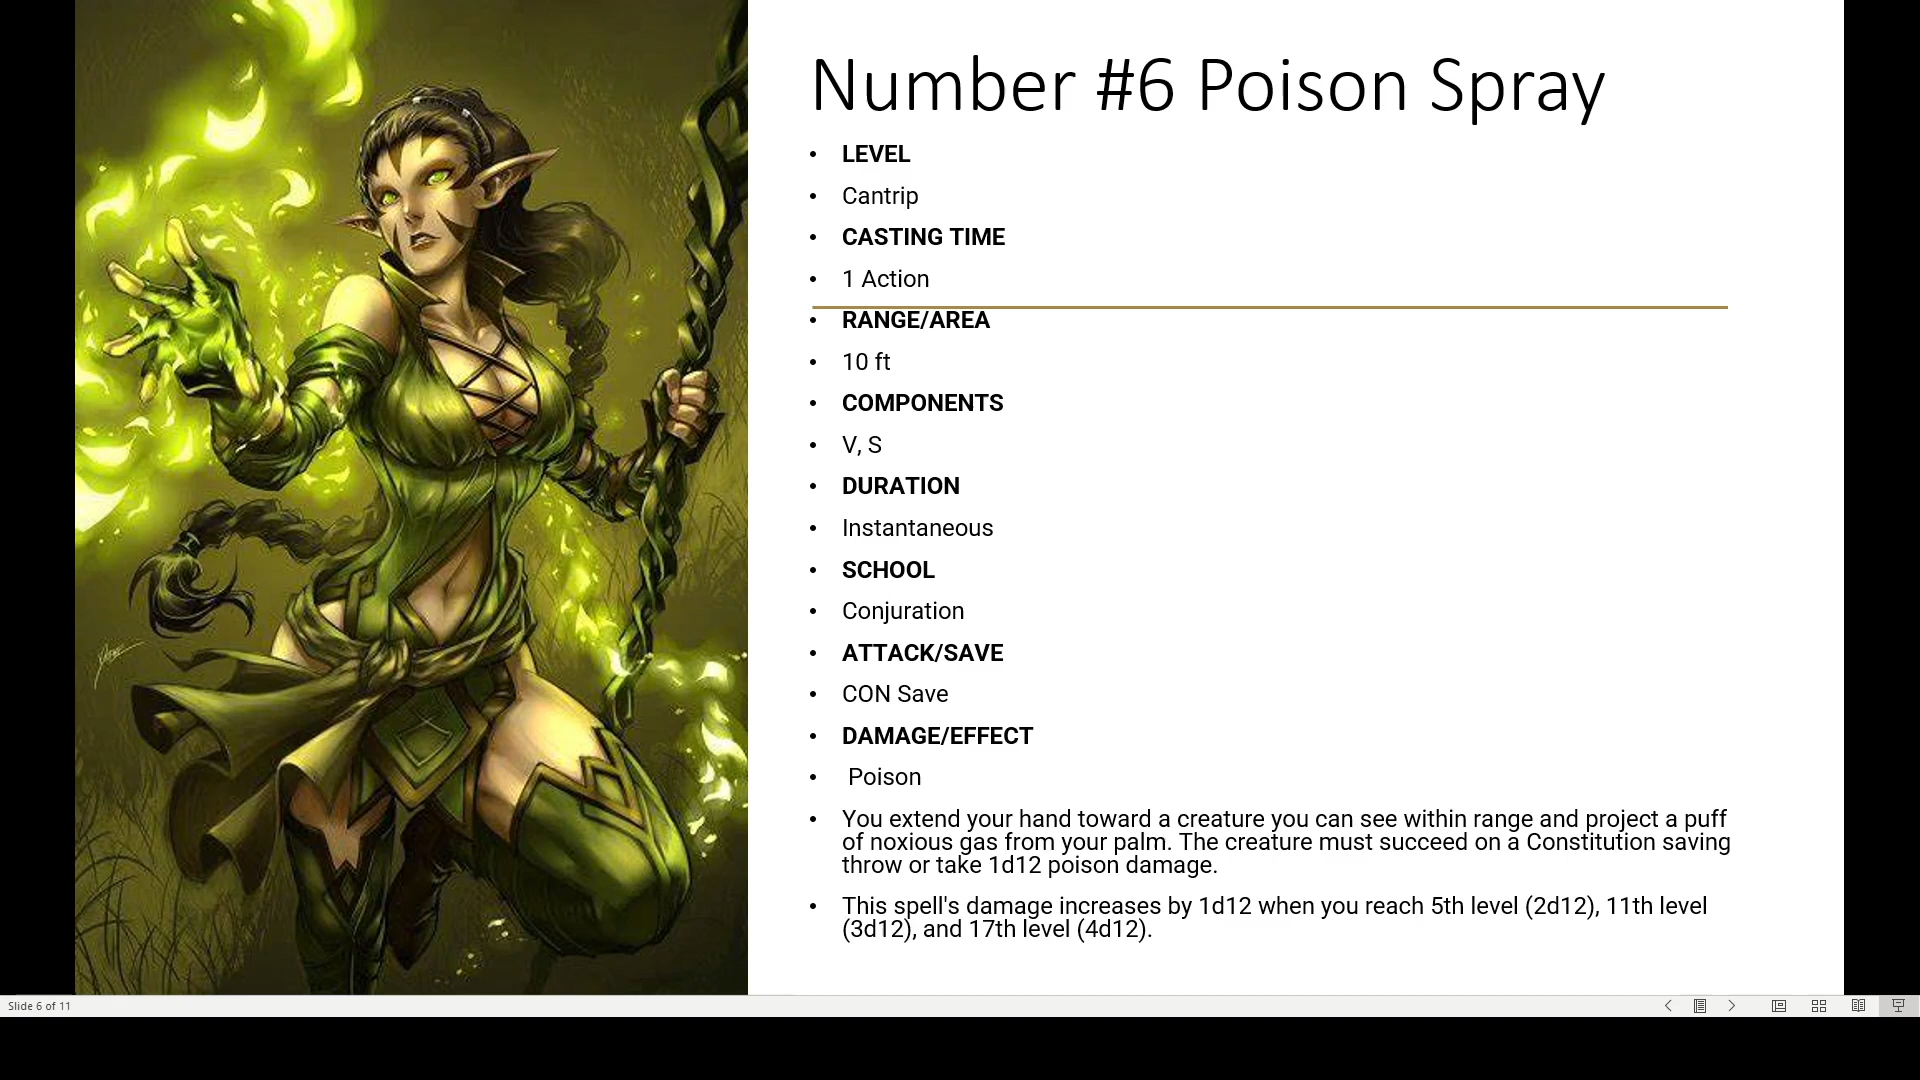 Number #6 Poison Spray
• LEVEL
• Cantrip
• CASTING TIME
• 1 Action
• RANGE/AREA
• 10 ft
• COMPONENTS
• V, S
• DURATION
• Instantaneous
• SCHOOL
• Conjuration
• ATTACK/SAVE
• CON Save
• DAMAGE/EFFECT
• Poison
• You extend your hand toward a creature you can see within range and project a puff
of noxious gas from your palm. The creature must succeed on a Constitution saving
throw or take 1d12 poison damage.
• This spell's damage increases by 1d12 when you reach 5th level (2d12), 11th level
(3d12), and 17th level (4d12).
Slide 6 of 11